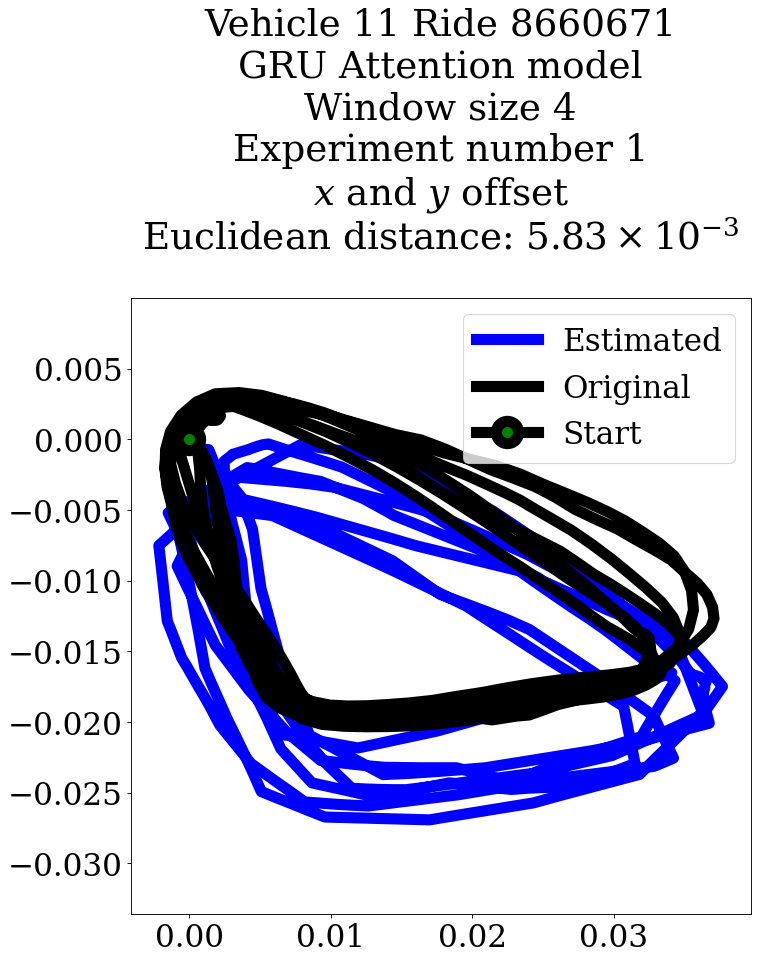 Vehicle 11 Ride 8660671
GRU Attention model
Window size 4
Experiment number 1
x and y offset
Euclidean distance: 5.83 × 10⁻³
Estimated
Original
Start
0.005
0.000
−0.005
−0.010
−0.015
−0.020
−0.025
−0.030
0.00 0.01 0.02 0.03